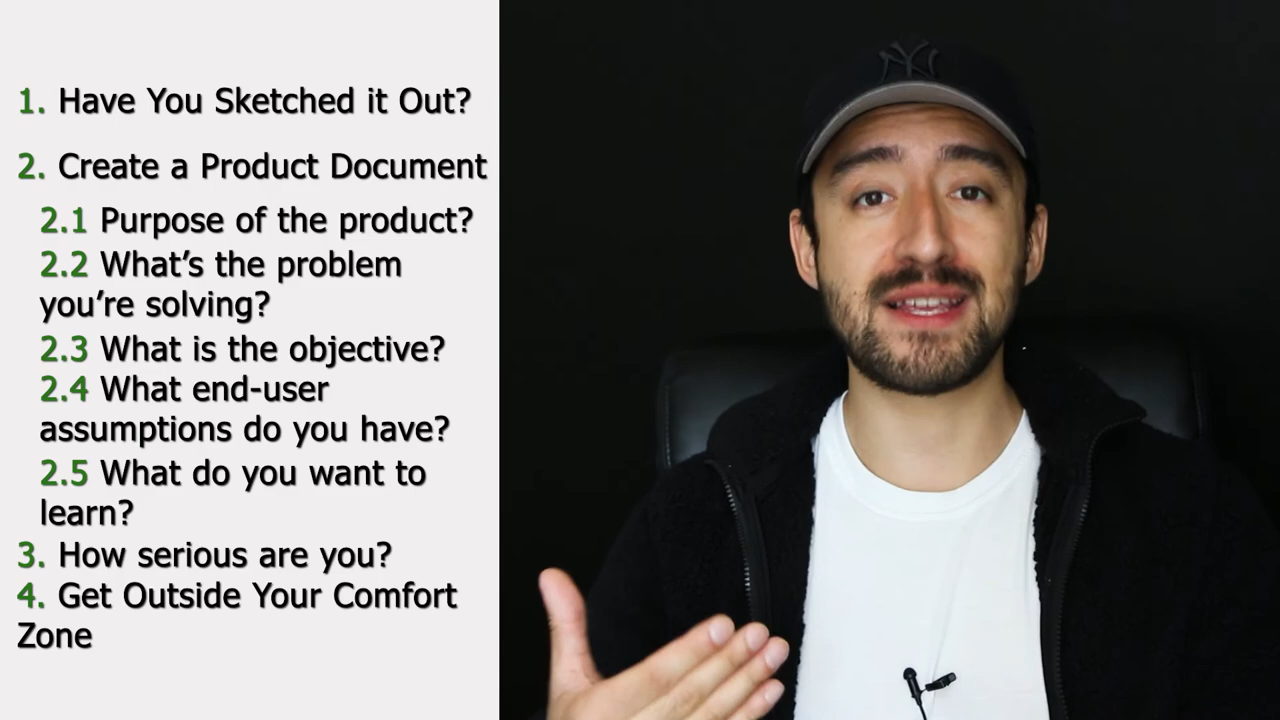 1. Have You Sketched it Out?
2. Create a Product Document
2.1 Purpose of the product?
2.2 What's the problem
you're solving?
2.3 What is the objective?
2.4 What end-user
assumptions do you have?
2.5 What do you want to
learn?
3. How serious are you?
4. Get Outside Your Comfort
Zone
NY